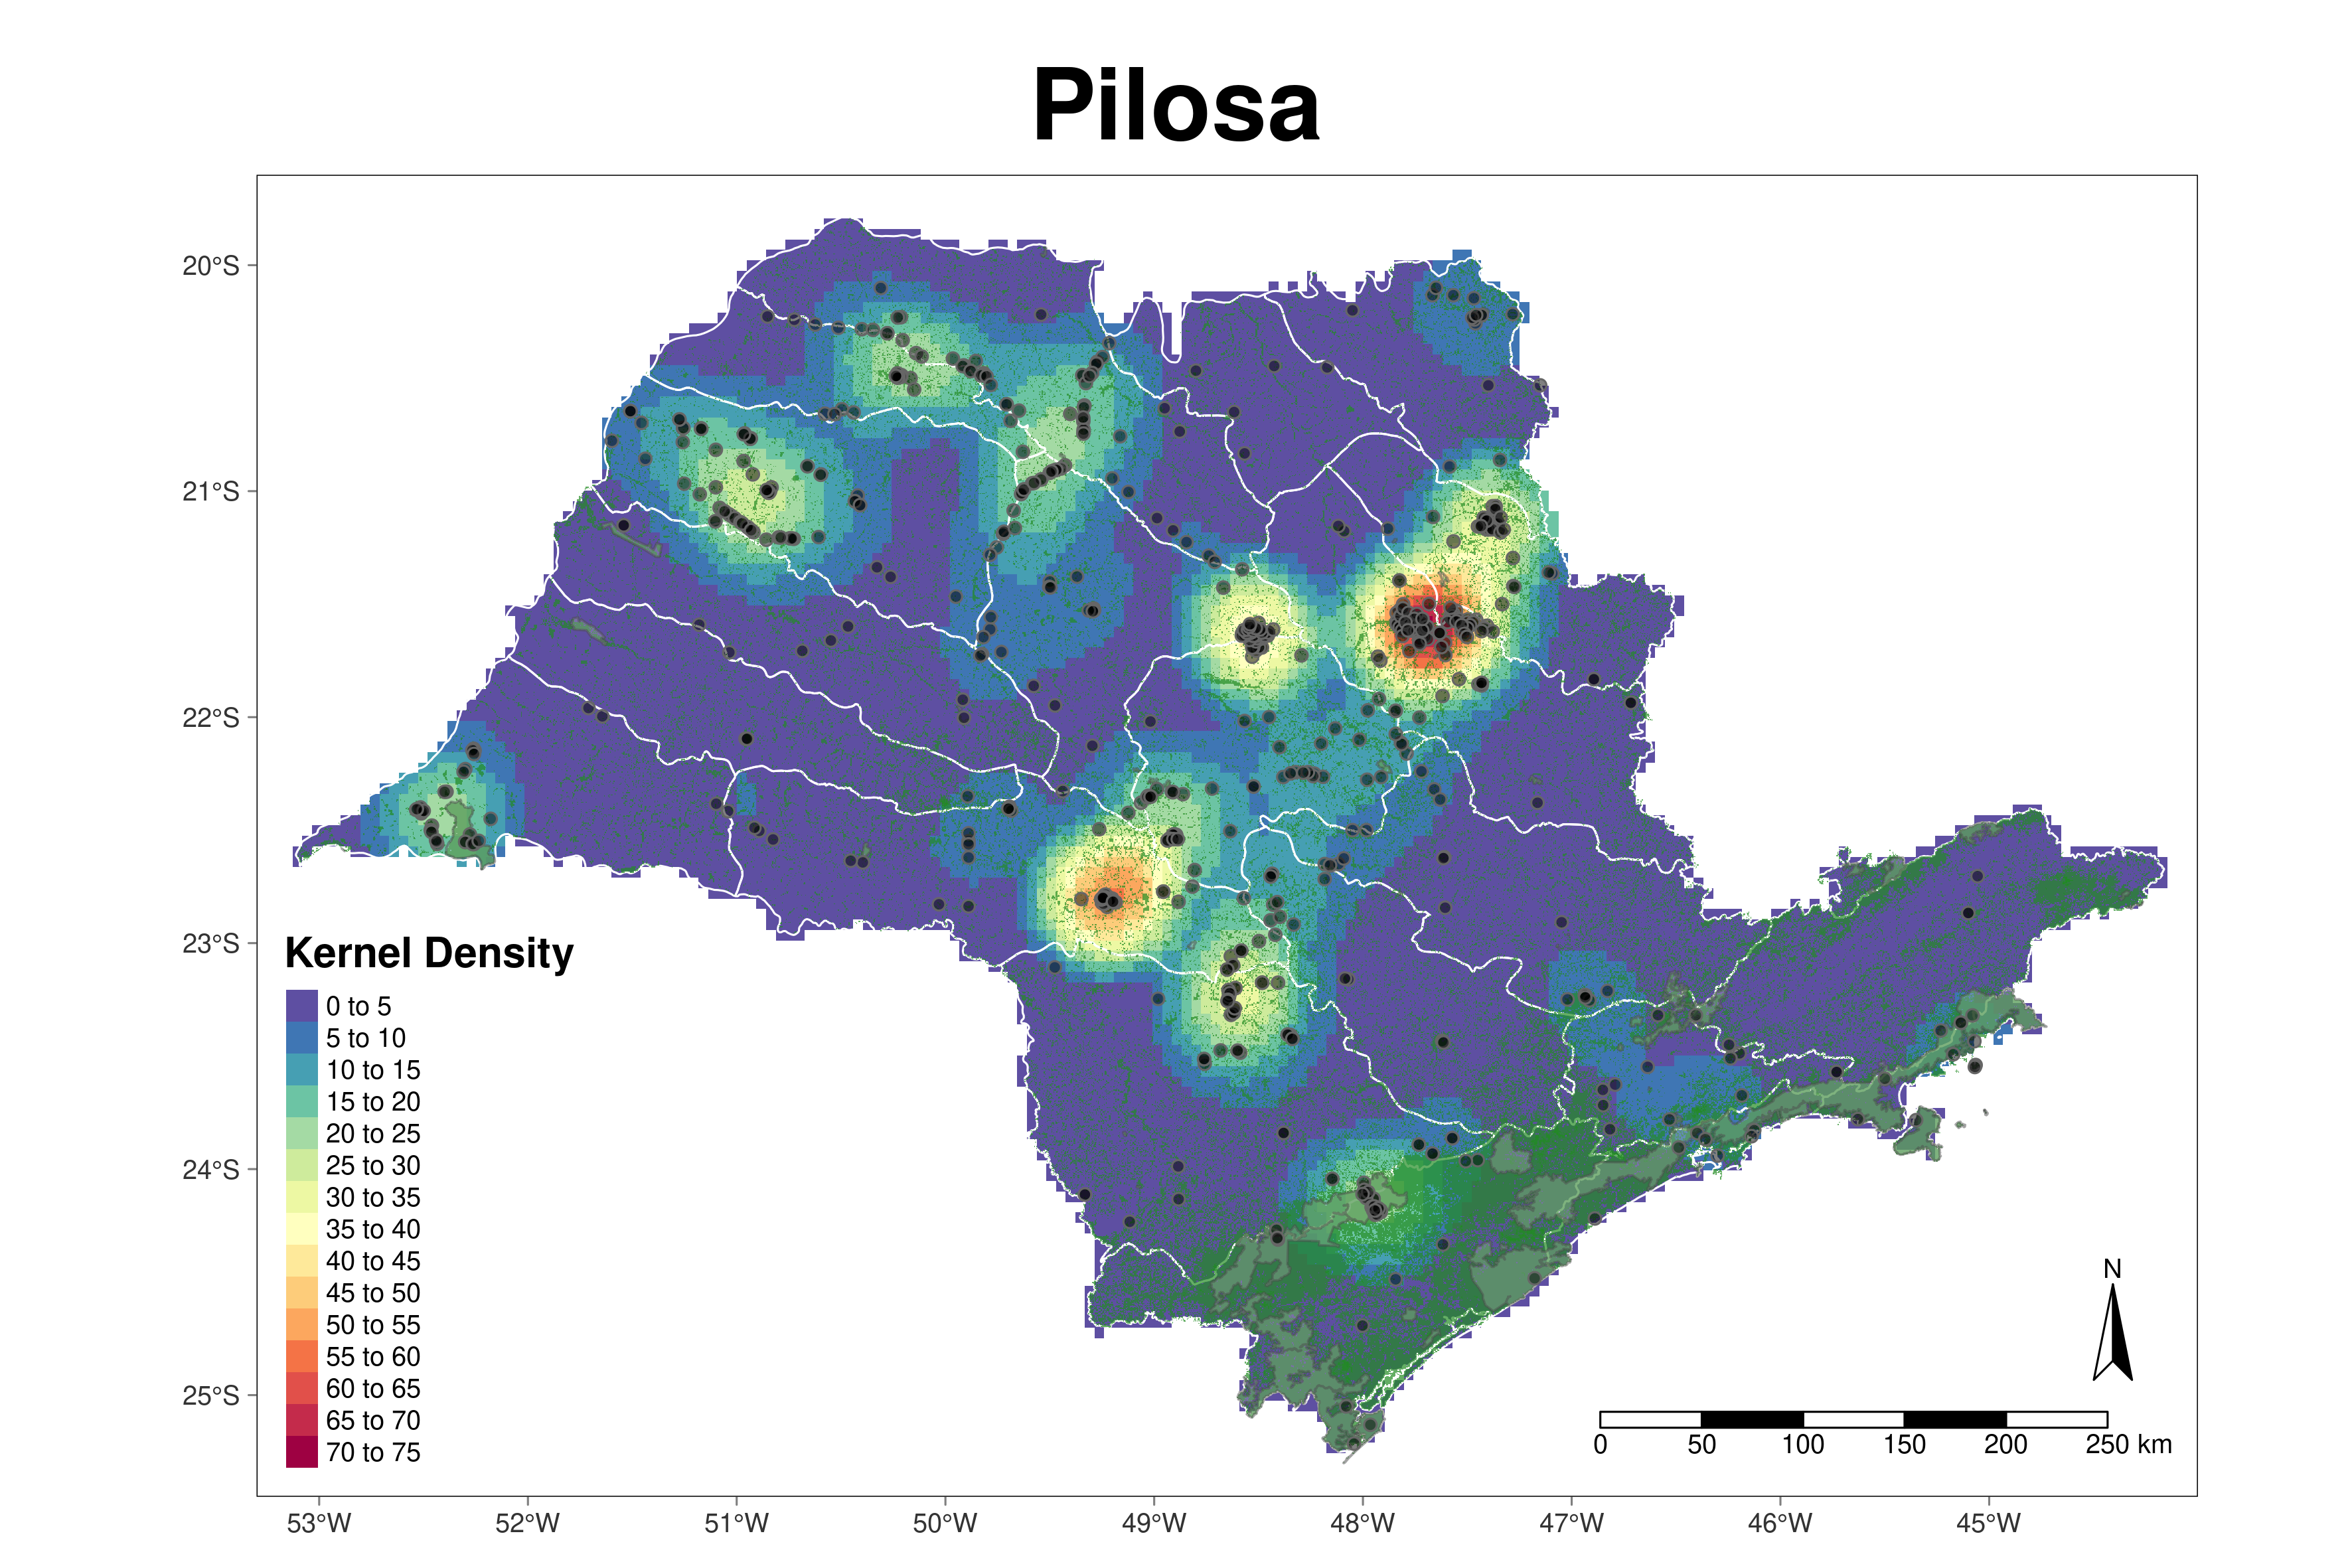 Pilosa
20°S
21°S
22°S
23°S
24°S
25°S
Kernel Density
0 to 5
5 to 10
10 to 15
15 to 20
20 to 25
25 to 30
30 to 35
35 to 40
40 to 45
45 to 50
50 to 55
55 to 60
60 to 65
65 to 70
70 to 75
N
0 50 100 150 200 250 km
53°W 52°W 51°W 50°W 49°W 48°W 47°W 46°W 45°W